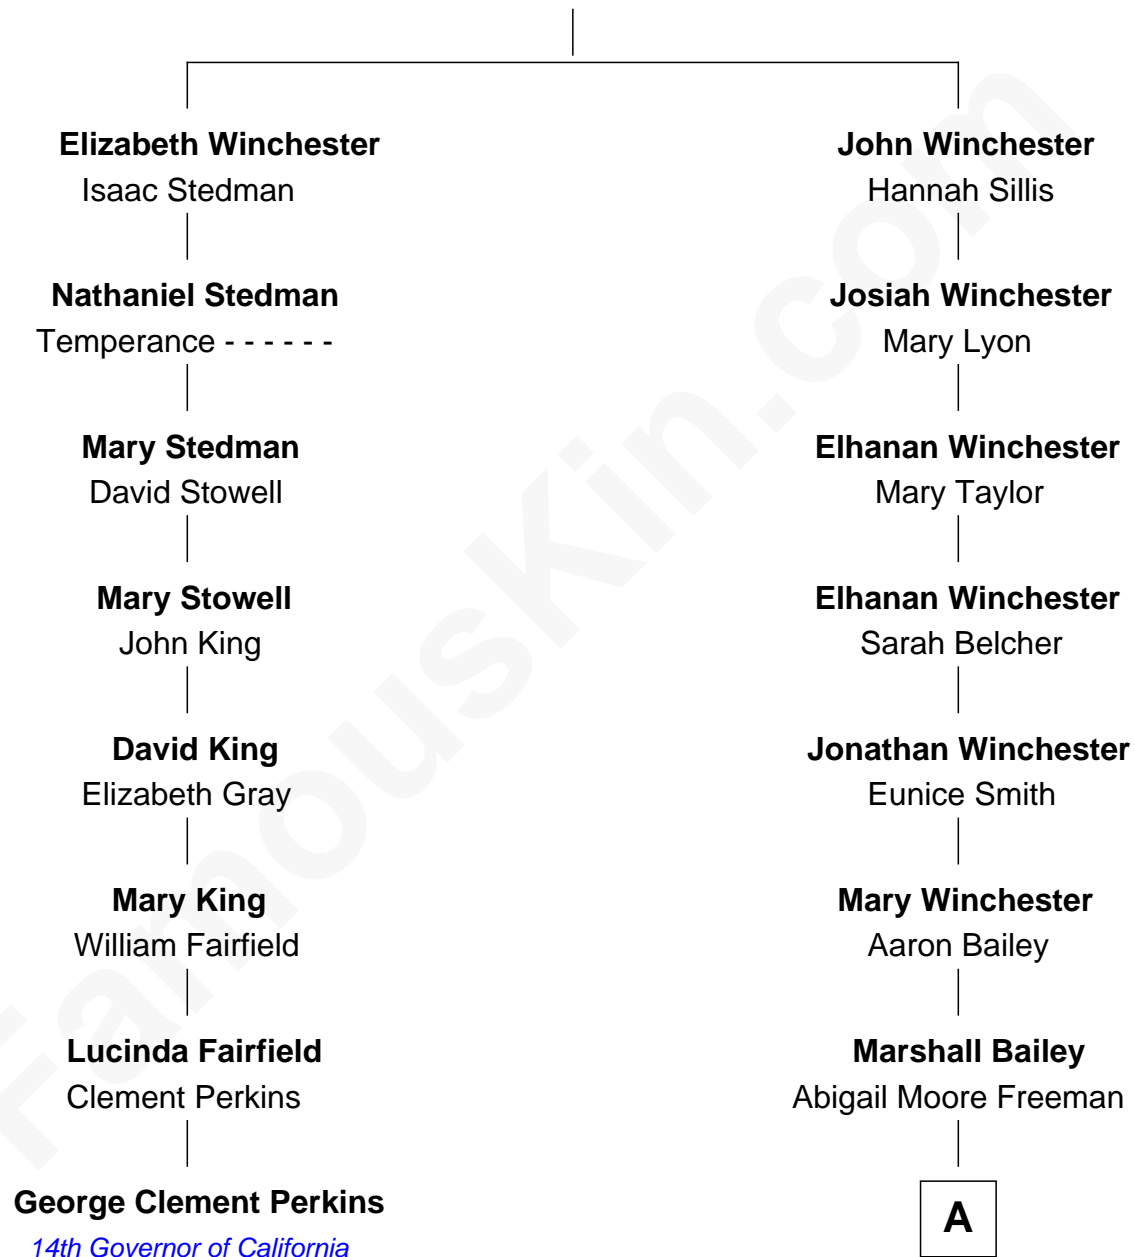 Elizabeth Winchester
Isaac Stedman
John Winchester
Hannah Sillis
Nathaniel Stedman
Temperance - - - - - -
Josiah Winchester
Mary Lyon
Mary Stedman
David Stowell
Elhanan Winchester
Mary Taylor
Mary Stowell
John King
Elhanan Winchester
Sarah Belcher
David King
Elizabeth Gray
Jonathan Winchester
Eunice Smith
Mary King
William Fairfield
Mary Winchester
Aaron Bailey
Lucinda Fairfield
Clement Perkins
Marshall Bailey
Abigail Moore Freeman
George Clement Perkins
14th Governor of California
A
FamousKin.com